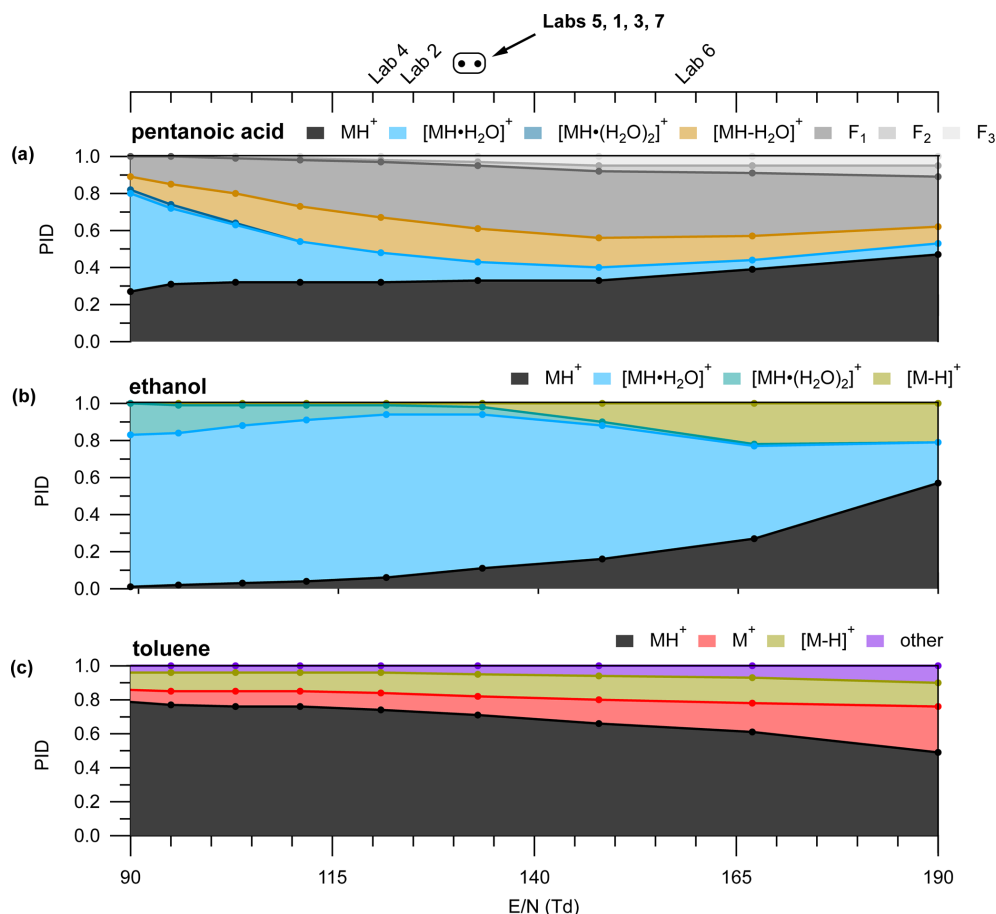 Labs 5, 1, 3, 7
Lab 4
Lab 2
Lab 6
pentanoic acid MH⁺ [MH•H₂O]⁺ [MH•(H₂O)₂]⁺ [MH-H₂O]⁺ F₁ F₂ F₃
(a)
1.0
0.8
0.6
0.4
0.2
0.0
PID
MH⁺ [MH•H₂O]⁺ [MH•(H₂O)₂]⁺ [M-H]⁺
(b)
ethanol
1.0
0.8
0.6
0.4
0.2
0.0
PID
MH⁺ M⁺ [M-H]⁺ other
toluene
(c)
1.0
0.8
0.6
0.4
0.2
0.0
PID
90 115 140 165 190
E/N (Td)